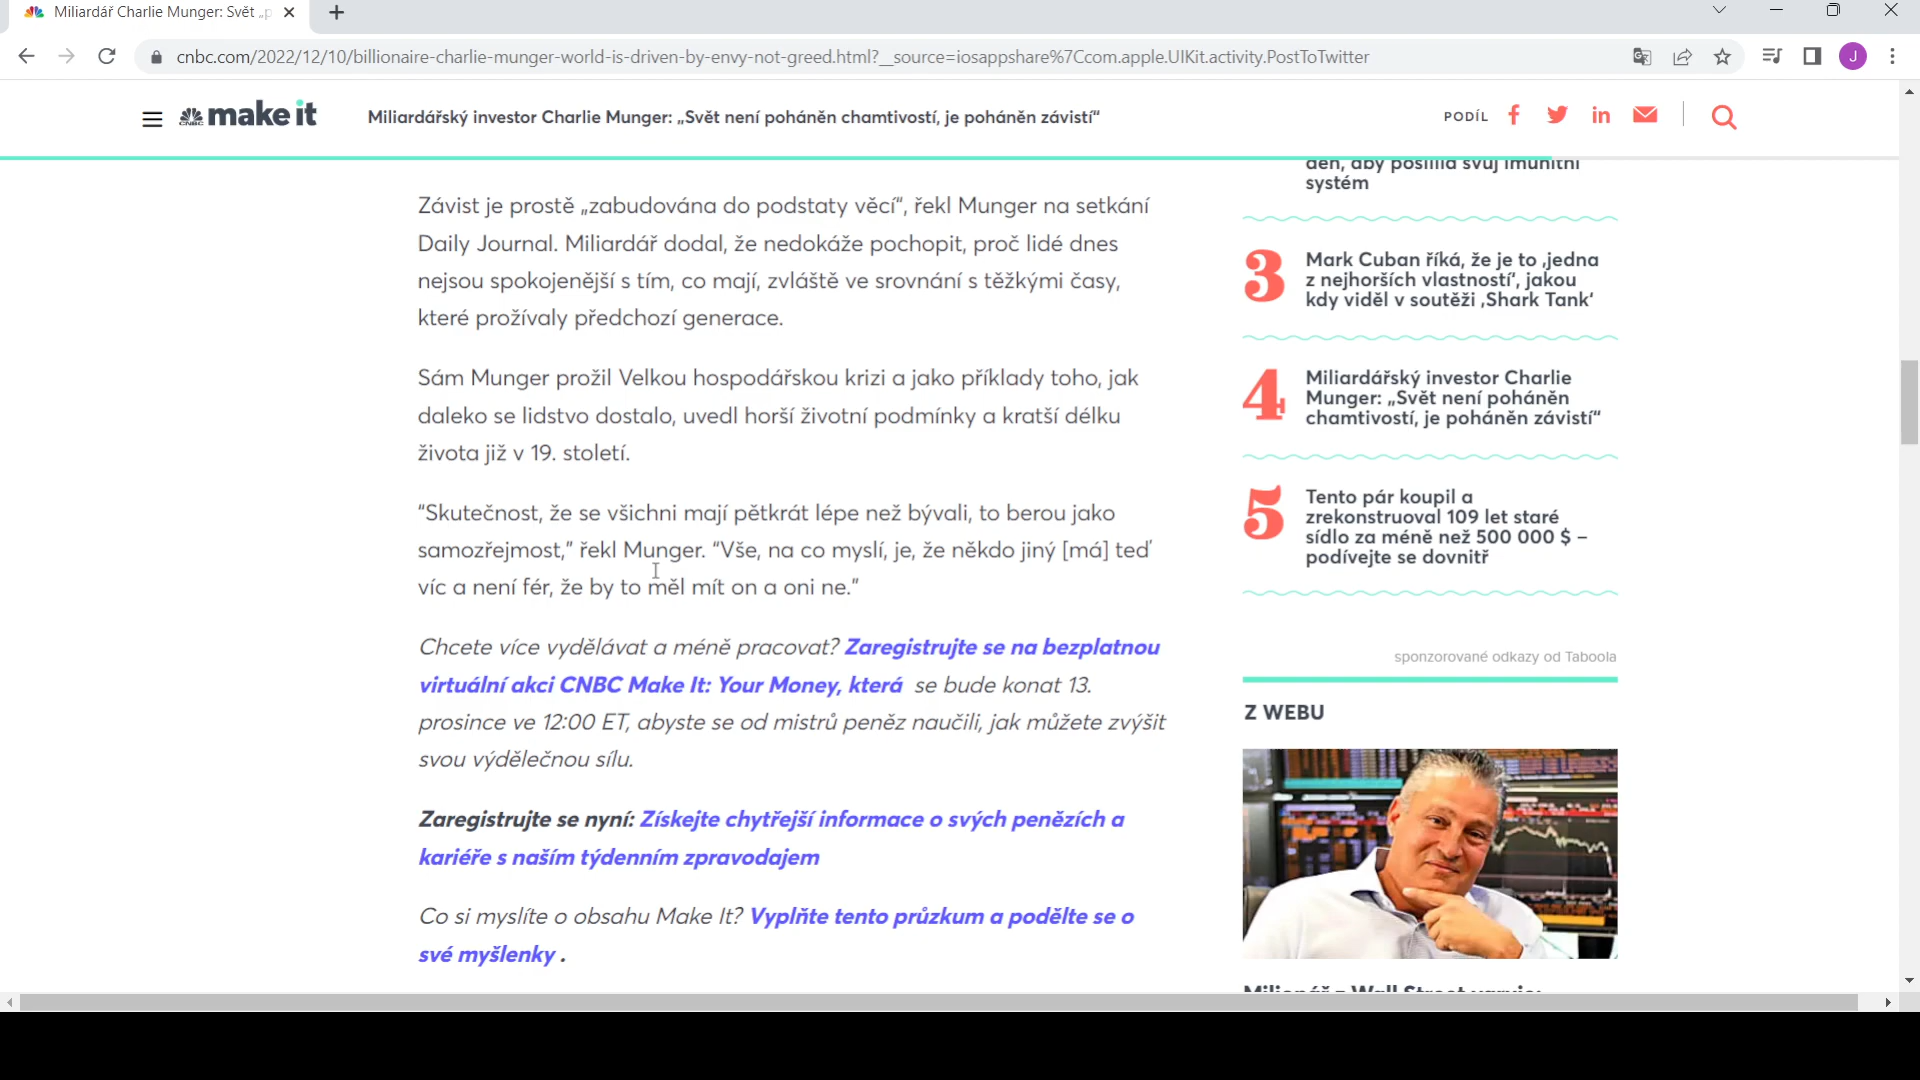 Miliardář Charlie Munger: Svět „p
cnbc.com/2022/12/10/billionaire-charlie-munger-world-is-driven-by-envy-not-greed.html?__source=iosappshare%7Ccom.apple.UIKit.activity.PostToTwitter
J
CNBC make it
Miliardářský investor Charlie Munger: „Svět není poháněn chamtivostí, je poháněn závistí“
PODÍL
Závist je prostě „zabudována do podstaty věcí“, řekl Munger na setkání
Daily Journal. Miliardář dodal, že nedokáže pochopit, proč lidé dnes
nejsou spokojenější s tím, co mají, zvláště ve srovnání s těžkými časy,
které prožívaly předchozí generace.
Sám Munger prožil Velkou hospodářskou krizi a jako příklady toho, jak
daleko se lidstvo dostalo, uvedl horší životní podmínky a kratší délku
života již v 19. století.
“Skutečnost, že se všichni mají pětkrát lépe než bývali, to berou jako
samozřejmost,” řekl Munger. “Vše, na co myslí, je, že někdo jiný [má] teď
víc a není fér, že by to měl mít on a oni ne.”
Chcete více vydělávat a méně pracovat? Zaregistrujte se na bezplatnou
virtuální akci CNBC Make It: Your Money, která se bude konat 13.
prosince ve 12:00 ET, abyste se od mistrů peněz naučili, jak můžete zvýšit
svou výdělečnou sílu.
Zaregistrujte se nyní: Získejte chytřejší informace o svých penězích a
kariéře s naším týdenním zpravodajem
Co si myslíte o obsahu Make It? Vyplňte tento průzkum a podělte se o
své myšlenky .
den, aby posílila svůj imunitní
systém
3
Mark Cuban říká, že je to ‚jedna
z nejhorších vlastností‘, jakou
kdy viděl v soutěži ‚Shark Tank‘
4
Miliardářský investor Charlie
Munger: „Svět není poháněn
chamtivostí, je poháněn závistí“
5
Tento pár koupil a
zrekonstruoval 109 let staré
sídlo za méně než 500 000 $ –
podívejte se dovnitř
sponzorované odkazy od Taboola
Z WEBU
Milionář z Wall Street varuje: